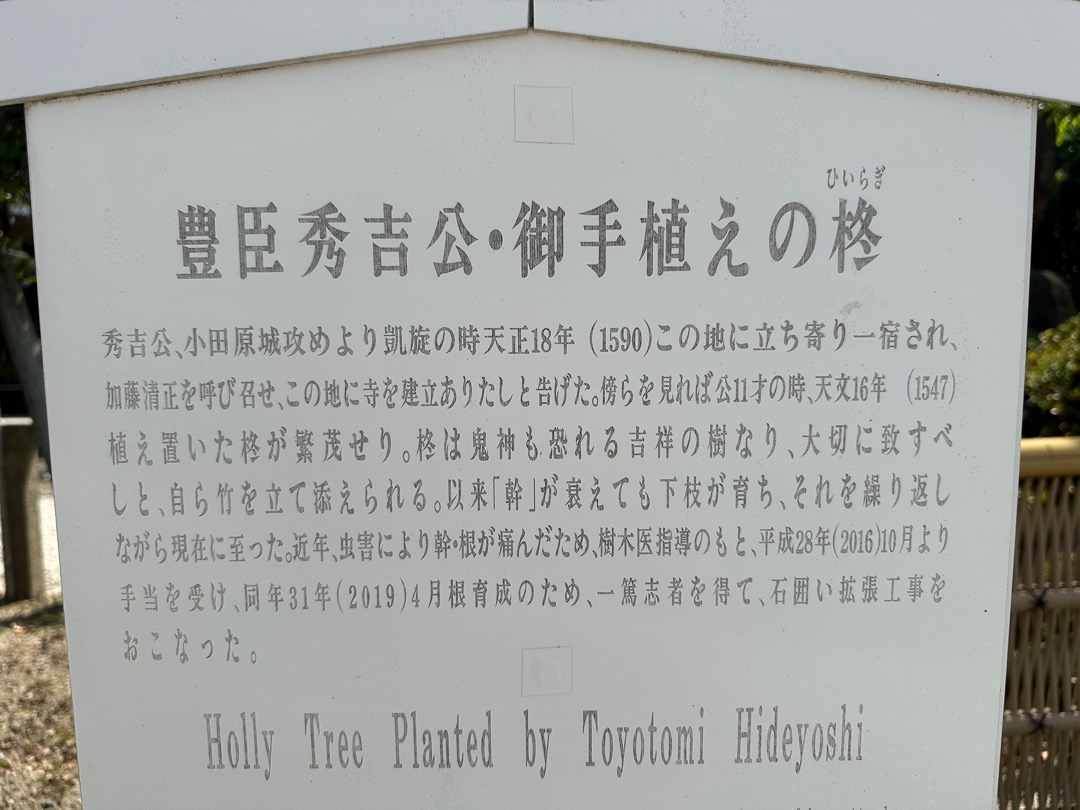 ひいらぎ
豊臣秀吉公・御手植えの柊
秀吉公、小田原城攻めより凱旋の時天正18年（1590）この地に立ち寄り一宿され、
加藤清正を呼び召せ、この地に寺を建立ありたしと告げた。傍らを見れば公11才の時、天文16年（1547）
植え置いた柊が繁茂せり。柊は鬼神も恐れる吉祥の樹なり、大切に致すべ
しと、自ら竹を立て添えられる。以来「幹」が衰えても下枝が育ち、それを繰り返し
ながら現在に至った。近年、虫害により幹・根が痛んだため、樹木医指導のもと、平成28年（2016）10月より
手当を受け、同年31年（2019）4月根育成のため、一篤志者を得て、石囲い拡張工事を
おこなった。
Holly Tree Planted by Toyotomi Hideyoshi